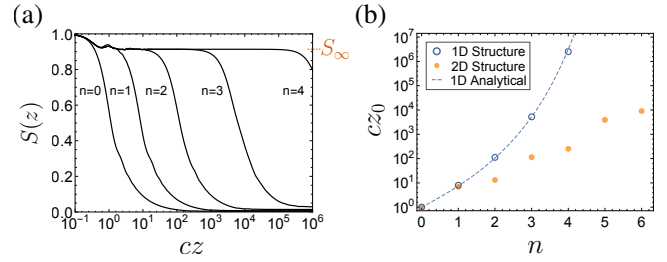 (a)
S(z)
1.0
0.8
0.6
0.4
0.2
0.0
n=0
n=1
n=2
n=3
n=4
S∞
10⁻¹ 10⁰ 10¹ 10² 10³ 10⁴ 10⁵ 10⁶
cz
(b)
cz₀
10⁷
10⁶
10⁵
10⁴
10³
10²
10¹
10⁰
1D Structure
2D Structure
1D Analytical
0 1 2 3 4 5 6
n